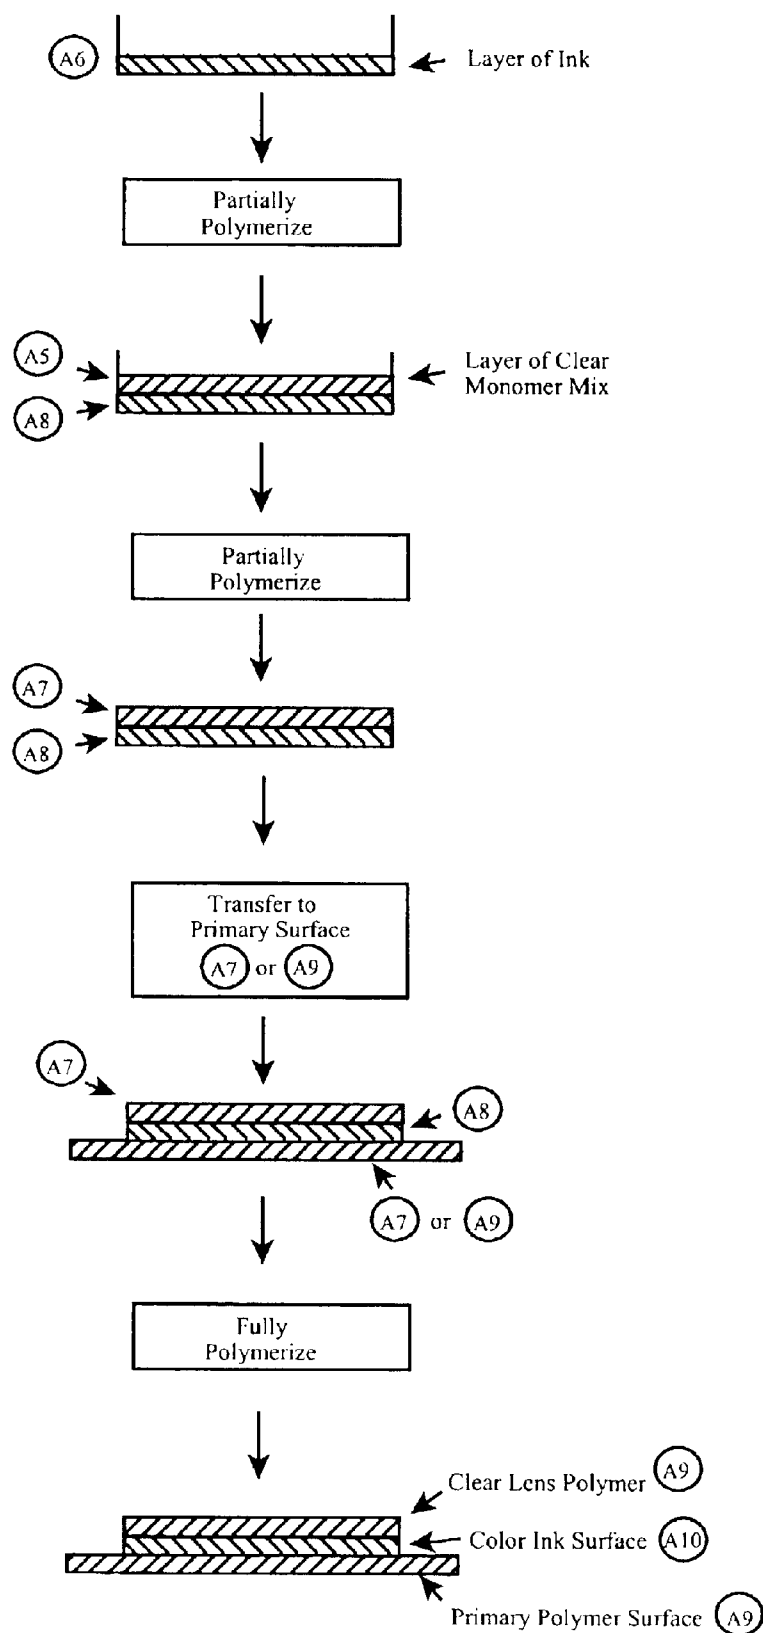 A6
Layer of Ink
Partially
Polymerize
A5
Layer of Clear
Monomer Mix
A8
Partially
Polymerize
A7
A8
Transfer to
Primary Surface
A7 or A9
A7
A8
A7 or A9
Fully
Polymerize
Clear Lens Polymer A9
Color Ink Surface A10
Primary Polymer Surface A9